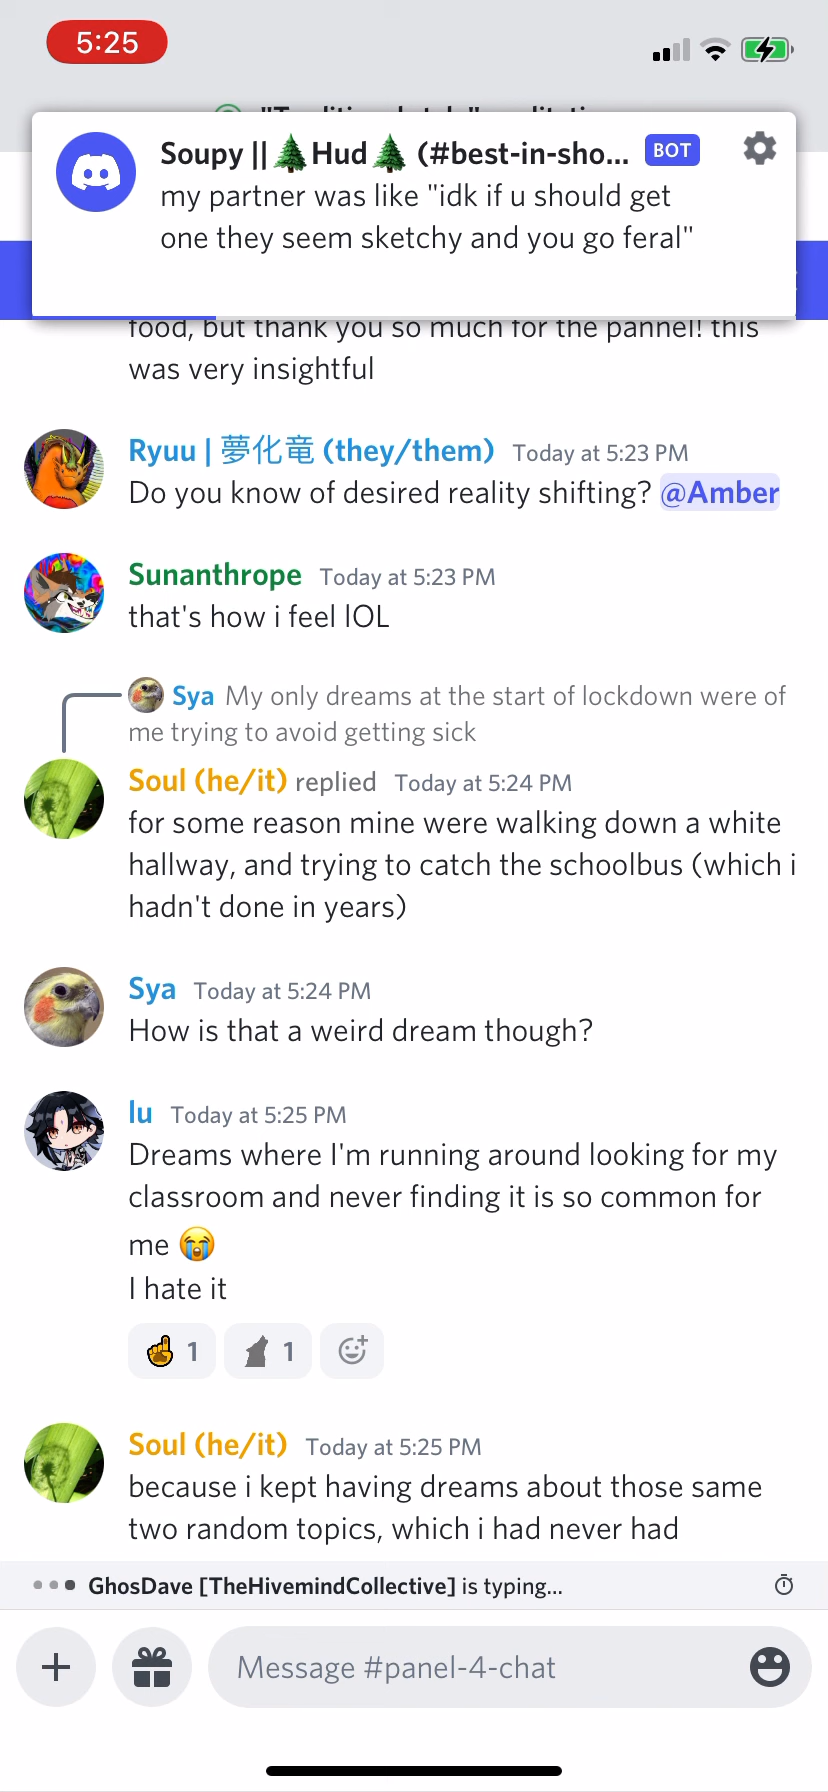 5:25
Soupy ||🌲Hud🌲 (#best-in-sho... BOT
my partner was like "idk if u should get
one they seem sketchy and you go feral"
food, but thank you so much for the pannel! this
was very insightful
Ryuu | 夢化竜 (they/them) Today at 5:23 PM
Do you know of desired reality shifting? @Amber
Sunanthrope Today at 5:23 PM
that's how i feel lOL
Sya My only dreams at the start of lockdown were of
me trying to avoid getting sick
Soul (he/it) replied Today at 5:24 PM
for some reason mine were walking down a white
hallway, and trying to catch the schoolbus (which i
hadn't done in years)
Sya Today at 5:24 PM
How is that a weird dream though?
lu Today at 5:25 PM
Dreams where I'm running around looking for my
classroom and never finding it is so common for
me 😭
I hate it
1 1
Soul (he/it) Today at 5:25 PM
because i kept having dreams about those same
two random topics, which i had never had
GhosDave [TheHivemindCollective] is typing...
Message #panel-4-chat